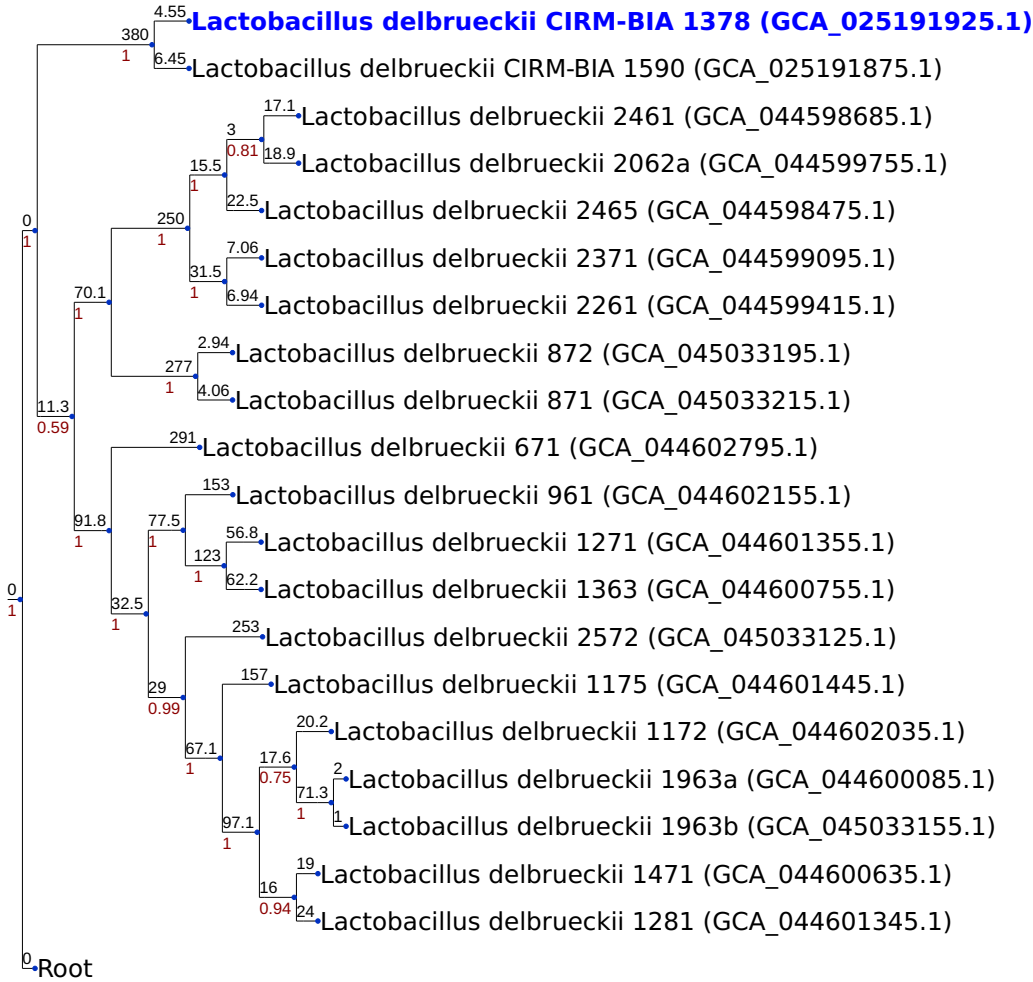 4.55
Lactobacillus delbrueckii CIRM-BIA 1378 (GCA_025191925.1)
380
1
6.45
Lactobacillus delbrueckii CIRM-BIA 1590 (GCA_025191875.1)
17.1
Lactobacillus delbrueckii 2461 (GCA_044598685.1)
3
0.81
18.9
Lactobacillus delbrueckii 2062a (GCA_044599755.1)
15.5
1
22.5
Lactobacillus delbrueckii 2465 (GCA_044598475.1)
0
1
250
1
7.06
Lactobacillus delbrueckii 2371 (GCA_044599095.1)
31.5
1
6.94
Lactobacillus delbrueckii 2261 (GCA_044599415.1)
70.1
1
2.94
Lactobacillus delbrueckii 872 (GCA_045033195.1)
277
1
4.06
Lactobacillus delbrueckii 871 (GCA_045033215.1)
11.3
0.59
291
Lactobacillus delbrueckii 671 (GCA_044602795.1)
153
Lactobacillus delbrueckii 961 (GCA_044602155.1)
91.8
1
77.5
1
56.8
Lactobacillus delbrueckii 1271 (GCA_044601355.1)
123
1
62.2
Lactobacillus delbrueckii 1363 (GCA_044600755.1)
0
1
32.5
1
253
Lactobacillus delbrueckii 2572 (GCA_045033125.1)
29
0.99
157
Lactobacillus delbrueckii 1175 (GCA_044601445.1)
20.2
Lactobacillus delbrueckii 1172 (GCA_044602035.1)
67.1
1
17.6
0.75
2
Lactobacillus delbrueckii 1963a (GCA_044600085.1)
71.3
1
1
Lactobacillus delbrueckii 1963b (GCA_045033155.1)
97.1
1
19
Lactobacillus delbrueckii 1471 (GCA_044600635.1)
16
0.94
24
Lactobacillus delbrueckii 1281 (GCA_044601345.1)
0
Root